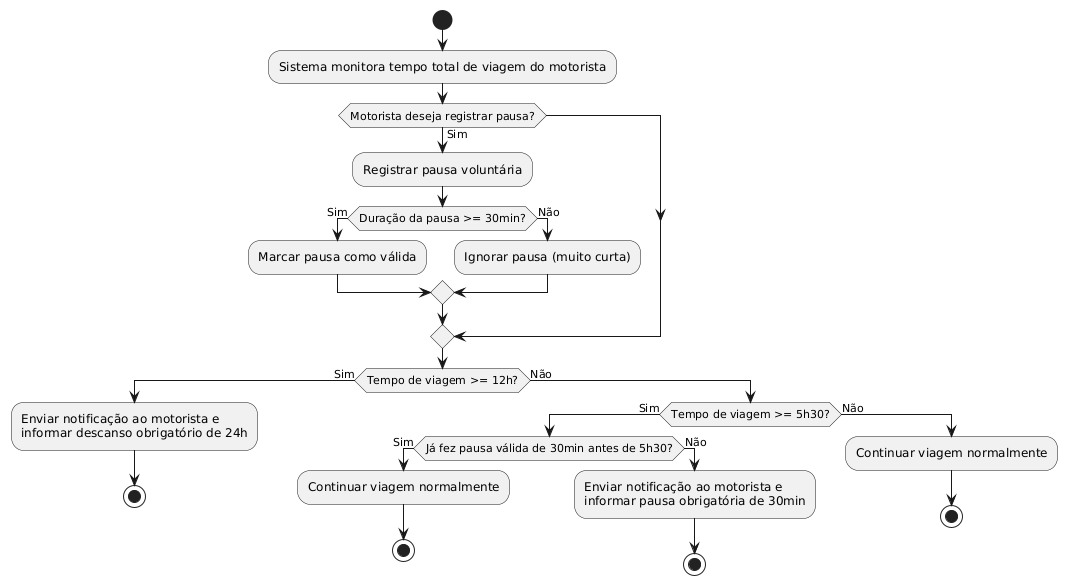 Sistema monitora tempo total de viagem do motorista
Motorista deseja registrar pausa?
Sim
Registrar pausa voluntária
Sim
Duração da pausa >= 30min?
Não
Marcar pausa como válida
Ignorar pausa (muito curta)
Sim
Tempo de viagem >= 12h?
Não
Enviar notificação ao motorista e
informar descanso obrigatório de 24h
Sim
Tempo de viagem >= 5h30?
Não
Sim
Já fez pausa válida de 30min antes de 5h30?
Não
Continuar viagem normalmente
Continuar viagem normalmente
Enviar notificação ao motorista e
informar pausa obrigatória de 30min